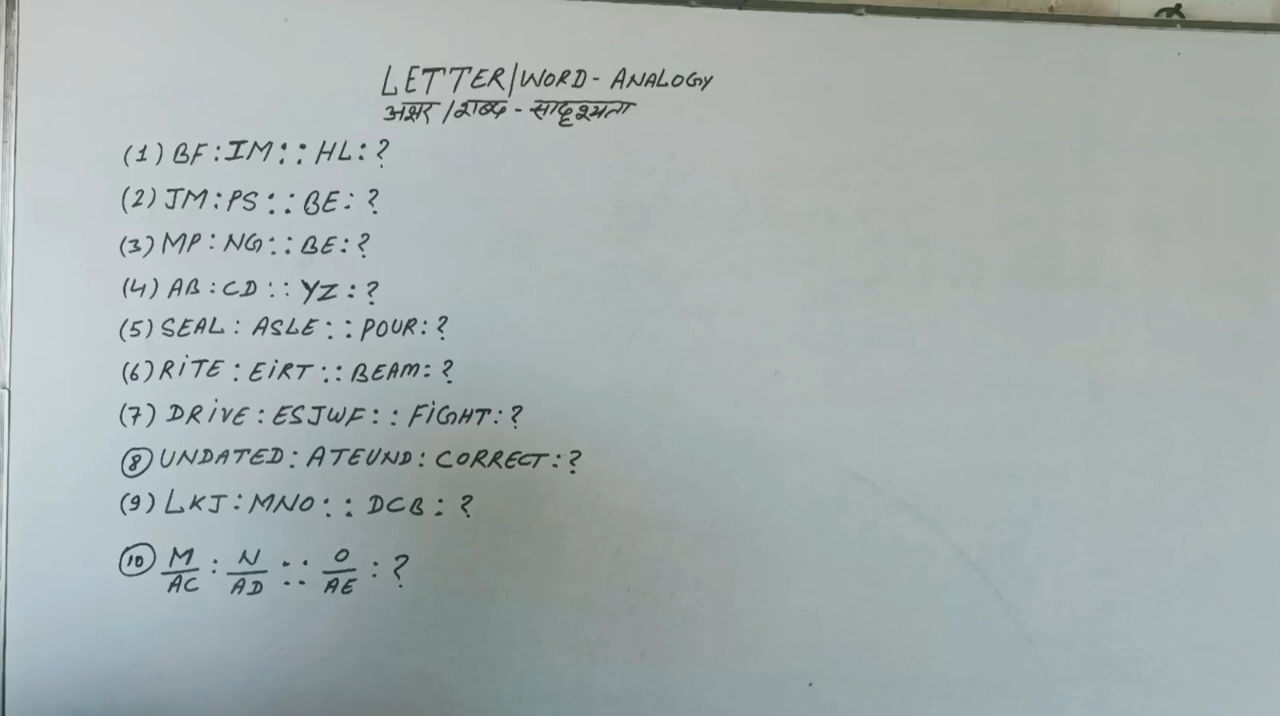 LETTER/WORD - ANALOGY
अक्षर / शब्द - सादृश्यता
(1) BF : IM : : HL : ?
(2) JM : PS : : BE : ?
(3) MP : NG : : BE : ?
(4) AB : CD : : YZ : ?
(5) SEAL : ASLE : : POUR : ?
(6) RiTE : EiRT : : BEAM : ?
(7) DRiVE : ESJWF : : FiGHT : ?
(8) UNDATED : ATEUND : CORRECT : ?
(9) LKJ : MNO : : DCB : ?
(10) M/AC : N/AD : : O/AE : ?